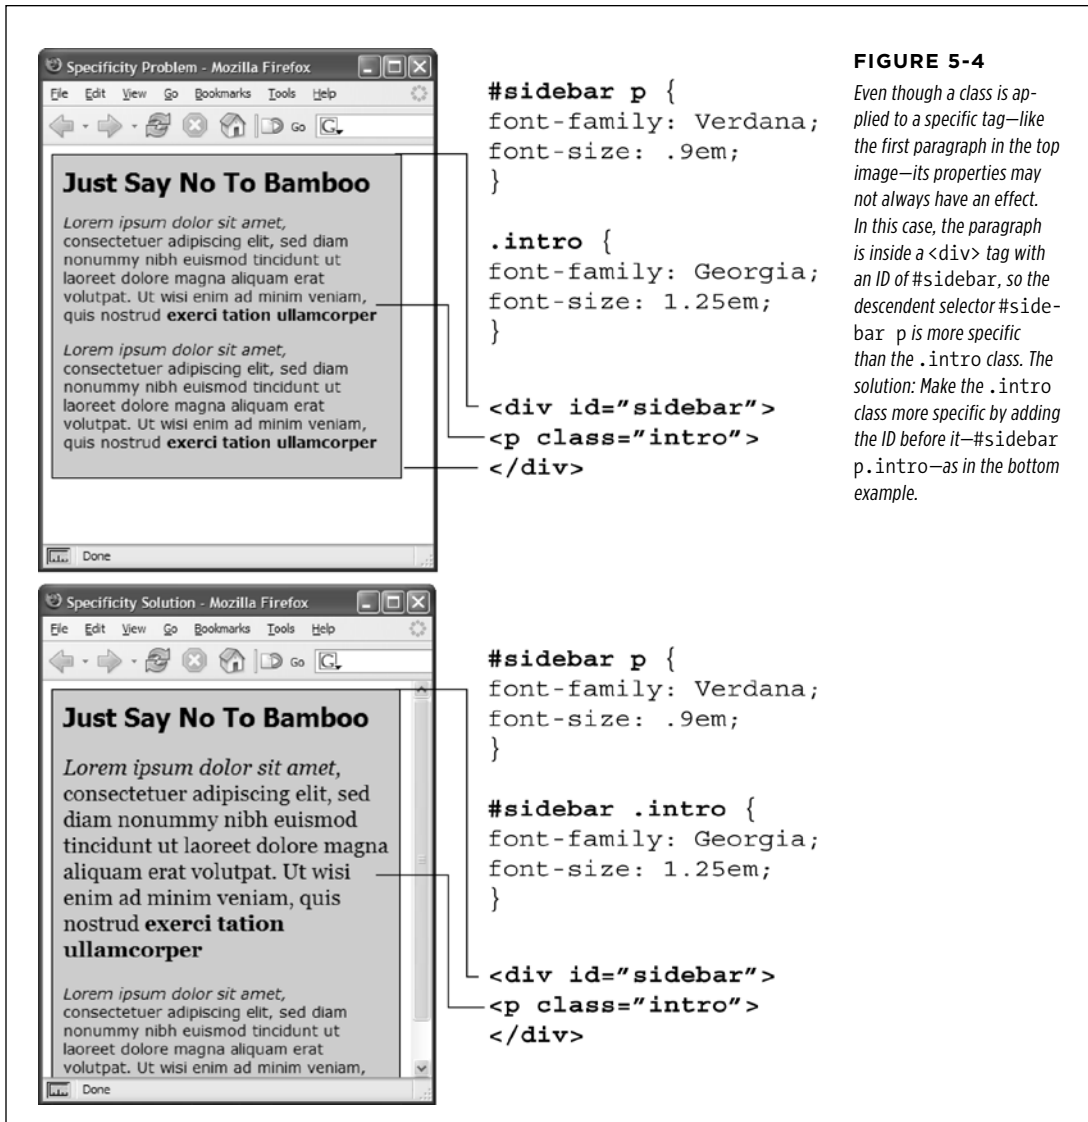 Specificity Problem - Mozilla Firefox
File Edit View Go Bookmarks Tools Help
Go G
Just Say No To Bamboo
Lorem ipsum dolor sit amet,
consectetuer adipiscing elit, sed diam
nonummy nibh euismod tincidunt ut
laoreet dolore magna aliquam erat
volutpat. Ut wisi enim ad minim veniam,
quis nostrud exerci tation ullamcorper
Lorem ipsum dolor sit amet,
consectetuer adipiscing elit, sed diam
nonummy nibh euismod tincidunt ut
laoreet dolore magna aliquam erat
volutpat. Ut wisi enim ad minim veniam,
quis nostrud exerci tation ullamcorper
Done
#sidebar p {
font-family: Verdana;
font-size: .9em;
}
.intro {
font-family: Georgia;
font-size: 1.25em;
}
<div id="sidebar">
<p class="intro">
</div>
FIGURE 5-4
Even though a class is ap-
plied to a specific tag—like
the first paragraph in the top
image—its properties may
not always have an effect.
In this case, the paragraph
is inside a <div> tag with
an ID of #sidebar, so the
descendent selector #side-
bar p is more specific
than the .intro class. The
solution: Make the .intro
class more specific by adding
the ID before it—#sidebar
p.intro—as in the bottom
example.
Specificity Solution - Mozilla Firefox
File Edit View Go Bookmarks Tools Help
Go G
Just Say No To Bamboo
Lorem ipsum dolor sit amet,
consectetuer adipiscing elit, sed
diam nonummy nibh euismod
tincidunt ut laoreet dolore magna
aliquam erat volutpat. Ut wisi
enim ad minim veniam, quis
nostrud exerci tation
ullamcorper
Lorem ipsum dolor sit amet,
consectetuer adipiscing elit, sed diam
nonummy nibh euismod tincidunt ut
laoreet dolore magna aliquam erat
volutpat. Ut wisi enim ad minim veniam,
Done
#sidebar p {
font-family: Verdana;
font-size: .9em;
}
#sidebar .intro {
font-family: Georgia;
font-size: 1.25em;
}
<div id="sidebar">
<p class="intro">
</div>